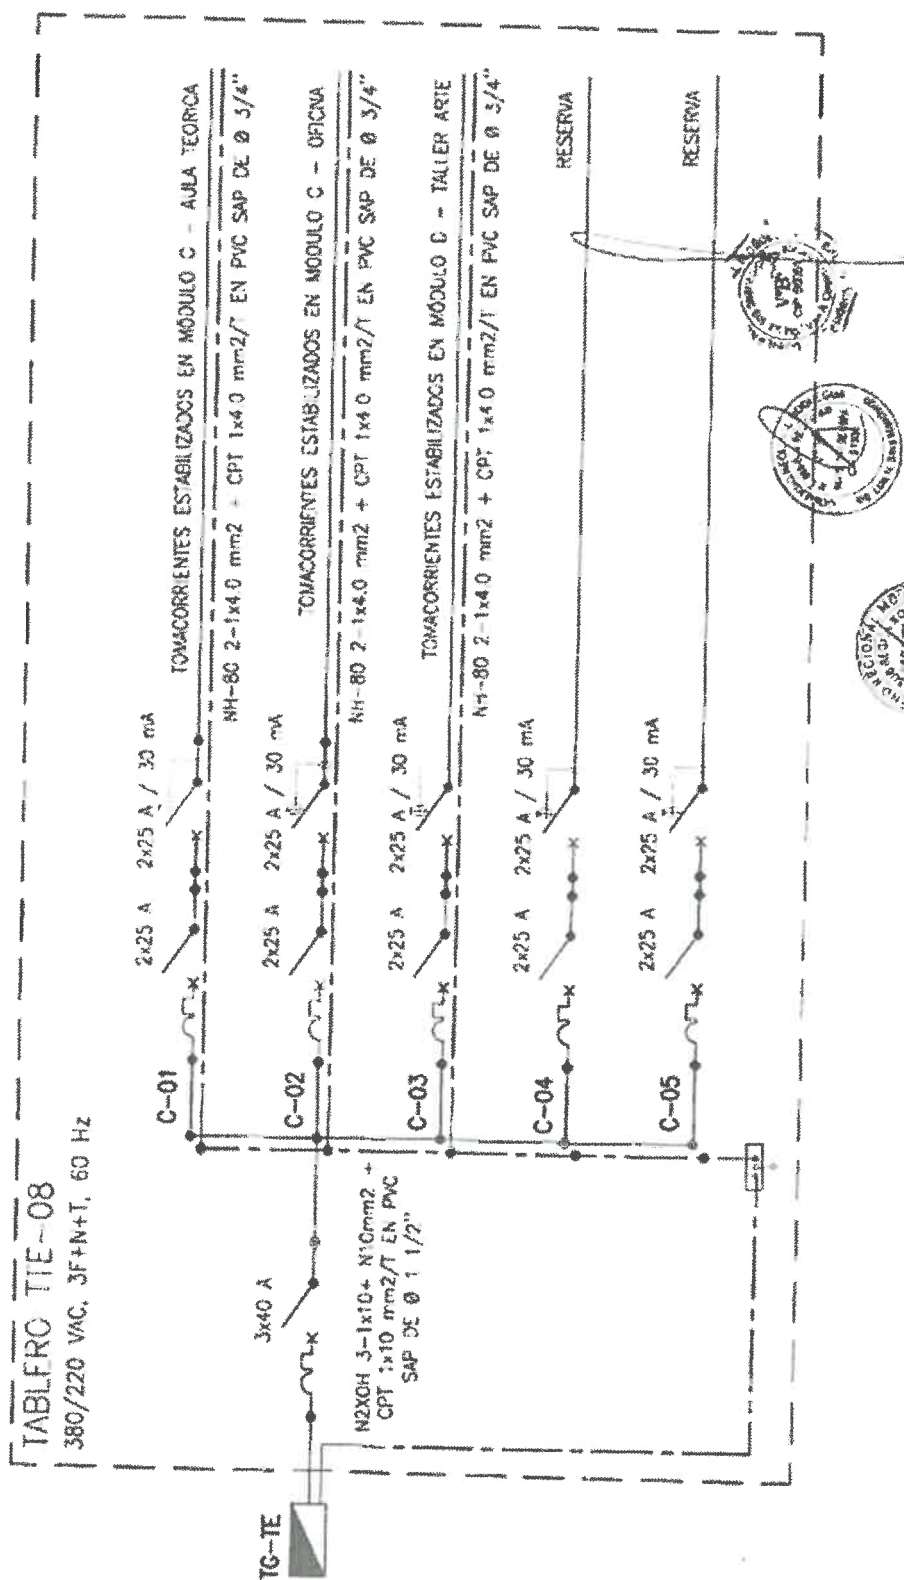 TABLERO TTE-08
380/220 VAC, 3F+N+T, 60 Hz
TG-TE
3x40 A
N2XOH 3-1x10+ N10mm2 +
CPT 1x10 mm2/T EN PVC
SAP DE Ø 1 1/2"
C-01
2x25 A
2x25 A / 30 mA
TOMACORRIENTES ESTABILIZADOS EN MÓDULO C - AULA TEORICA
NH-80 2-1x4.0 mm2 + CPT 1x4.0 mm2/T EN PVC SAP DE Ø 3/4"
C-02
2x25 A
2x25 A / 30 mA
TOMACORRIENTES ESTABILIZADOS EN MODULO C - OFICINA
NH-80 2-1x4.0 mm2 + CPT 1x4.0 mm2/T EN PVC SAP DE Ø 3/4"
C-03
2x25 A
2x25 A / 30 mA
TOMACORRIENTES ESTABILIZADOS EN MÓDULO D - TALLER ARTE
NH-80 2-1x4.0 mm2 + CPT 1x4.0 mm2/T EN PVC SAP DE Ø 3/4"
C-04
2x25 A
2x25 A / 30 mA
RESERVA
C-05
2x25 A
2x25 A / 30 mA
RESERVA
VºBº